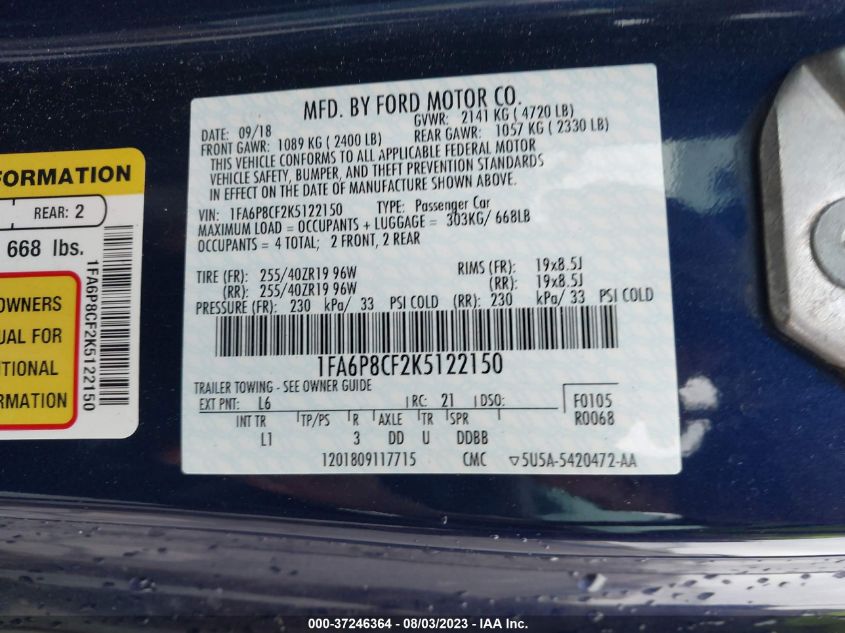 MFD. BY FORD MOTOR CO.
DATE: 09/18 GVWR: 2141 KG ( 4720 LB)
FRONT GAWR: 1089 KG ( 2400 LB) REAR GAWR: 1057 KG ( 2330 LB)
THIS VEHICLE CONFORMS TO ALL APPLICABLE FEDERAL MOTOR
VEHICLE SAFETY, BUMPER, AND THEFT PREVENTION STANDARDS
IN EFFECT ON THE DATE OF MANUFACTURE SHOWN ABOVE.
VIN: 1FA6P8CF2K5122150 TYPE: Passenger Car
MAXIMUM LOAD = OCCUPANTS + LUGGAGE = 303KG/ 668LB
OCCUPANTS = 4 TOTAL; 2 FRONT, 2 REAR
TIRE (FR): 255/40ZR19 96W RIMS (FR): 19x8.5J
(RR): 255/40ZR19 96W (RR): 19x8.5J
PRESSURE (FR): 230 kPa/ 33 PSI COLD (RR): 230 kPa/ 33 PSI COLD
1FA6P8CF2K5122150
TRAILER TOWING - SEE OWNER GUIDE
EXT PNT: L6 RC: 21 DSO: F0105
INT TR TP/PS R AXLE TR SPR R0068
L1 3 DD U DDBB
1201809117715 CMC ▽5U5A-5420472-AA
FORMATION
REAR: 2
668 lbs.
OWNERS
UAL FOR
ITIONAL
RMATION
1FA6P8CF2K5122150
000-37246364 - 08/03/2023 - IAA Inc.